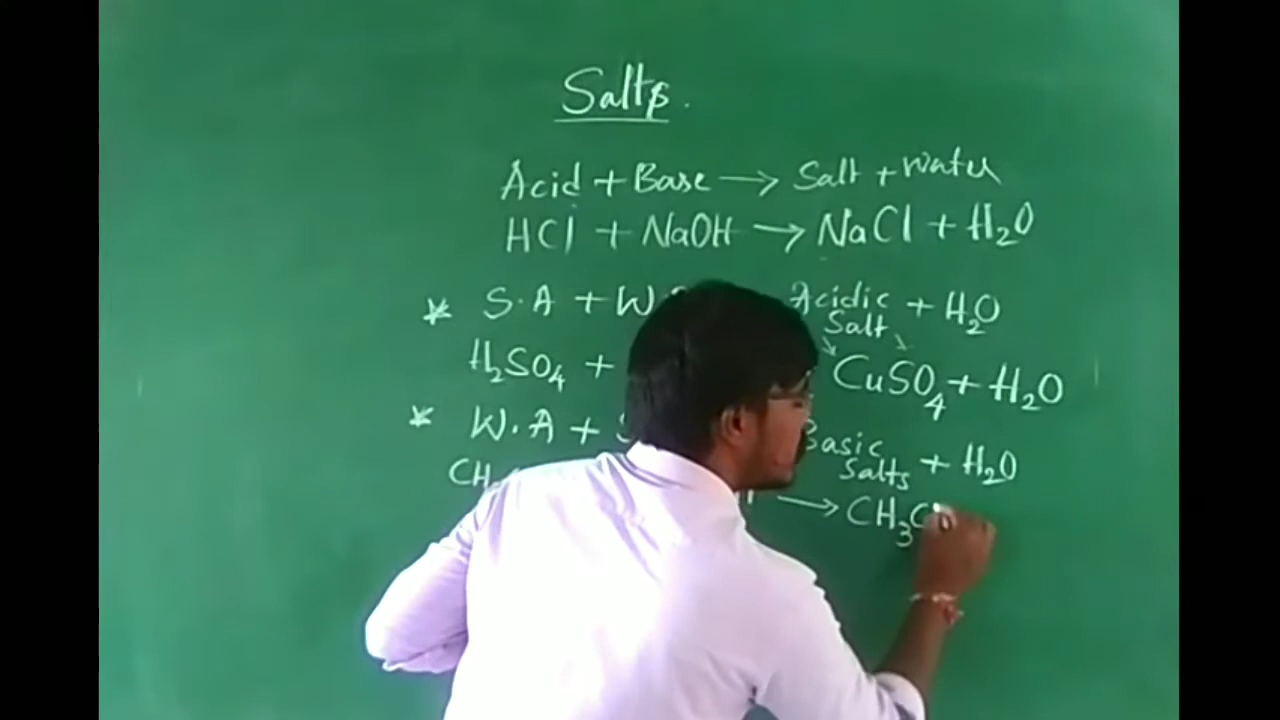 Salts.
Acid + Base → Salt + Water
HCl + NaOH → NaCl + H₂O
* S.A + W. Acidic Salt + H₂O
H₂SO₄ + CuSO₄ + H₂O
* W.A + Basic Salts + H₂O
CH → CH₃C